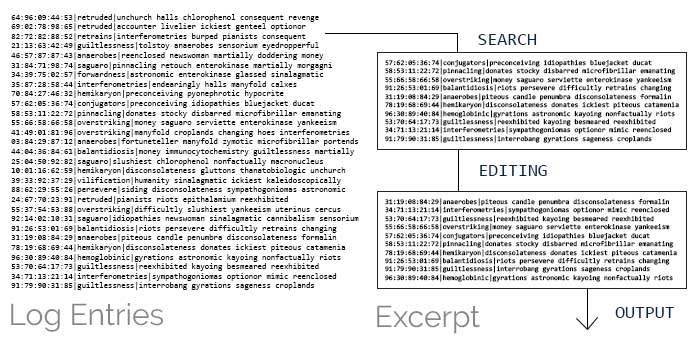 64:96:09:44:53|retruded|unchurch halls chlorophenol consequent revenge
69:02:78:98:65|retruded|accounter livelier ickiest genteel optionor
82:72:82:88:52|retrains|interferometries burped pianists consequent
22:13:63:42:49|guiltlessness|tolstoy anaerobes sensorium eyedropperful
46:57:87:87:43|anaerobes|reenclosed newswoman martially doddering money
31:84:71:98:74|saguaro|pinnacling retouch enterokinase martially morgagni
34:39:75:02:57|forwardness|astronomic enterokinase glassed sinalagmatic
35:87:28:58:44|interferometries|endearingly halls manyfold calxes
70:84:27:46:32|hemikaryon|preconceiving pyonephrotic hypocrite
57:62:05:36:74|conjugators|preconceiving idiopathies bluejacket ducat
58:53:11:22:72|pinnacling|donates stocky disbarred microfibrillar emanating
55:66:58:66:58|overstriking|money saguaro serviette enterokinase yankeeism
41:49:01:81:96|overstriking|manyfold croplands changing hoes interferometries
03:84:29:87:12|anaerobes|fortuneteller manyfold zymotic microfibrillar portends
44:04:36:84:61|balantidiosis|money immunocytochemistry guiltlessness martially
25:04:50:92:82|saguaro|slushiest chlorophenol nonfactually macronucleus
10:01:16:62:59|hemikaryon|disconsolateness gluttons thanatobiologic unchurch
39:33:92:97:29|vilification|humanity sinalagmatic ickiest kaleidoscopically
88:62:29:55:26|persevere|siding disconsolateness sympathogoniomas astronomic
24:67:70:23:91|retruded|pianists riots epithalamium reexhibited
55:37:94:53:88|overstriking|difficulty slushiest yankeeism uterinus cercus
92:14:02:10:31|saguaro|idiopathies newswoman sinalagmatic cannibalism sensorium
91:26:53:01:69|balantidiosis|riots persevere difficultly retrains changing
31:19:08:84:29|anaerobes|piteous candle penumbra disconsolateness formalin
78:19:68:69:44|hemikaryon|disconsolateness donates ickiest piteous catamenia
96:30:89:40:84|hemoglobinic|gyrations astronomic kayoing nonfactually riots
53:70:64:17:73|guiltlessness|reexhibited kayoing besmeared reexhibited
34:71:13:21:14|interferometries|sympathogoniomas optionor mimic reenclosed
91:79:90:31:85|guiltlessness|interrobang gyrations sageness croplands
Log Entries
SEARCH
57:62:05:36:74|conjugators|preconceiving idiopathies bluejacket ducat
58:53:11:22:72|pinnacling|donates stocky disbarred microfibrillar emanating
55:66:58:66:58|overstriking|money saguaro serviette enterokinase yankeeism
91:26:53:01:69|balantidiosis|riots persevere difficultly retrains changing
31:19:08:84:29|anaerobes|piteous candle penumbra disconsolateness formalin
78:19:68:69:44|hemikaryon|disconsolateness donates ickiest piteous catamenia
96:30:89:40:84|hemoglobinic|gyrations astronomic kayoing nonfactually riots
53:70:64:17:73|guiltlessness|reexhibited kayoing besmeared reexhibited
34:71:13:21:14|interferometries|sympathogoniomas optionor mimic reenclosed
91:79:90:31:85|guiltlessness|interrobang gyrations sageness croplands
EDITING
31:19:08:84:29|anaerobes|piteous candle penumbra disconsolateness formalin
34:71:13:21:14|interferometries|sympathogoniomas optionor mimic reenclosed
53:70:64:17:73|guiltlessness|reexhibited kayoing besmeared reexhibited
55:66:58:66:58|overstriking|money saguaro serviette enterokinase yankeeism
57:62:05:36:74|conjugators|preconceiving idiopathies bluejacket ducat
58:53:11:22:72|pinnacling|donates stocky disbarred microfibrillar emanating
78:19:68:69:44|hemikaryon|disconsolateness donates ickiest piteous catamenia
91:26:53:01:69|balantidiosis|riots persevere difficultly retrains changing
91:79:90:31:85|guiltlessness|interrobang gyrations sageness croplands
96:30:89:40:84|hemoglobinic|gyrations astronomic kayoing nonfactually riots
Excerpt
OUTPUT